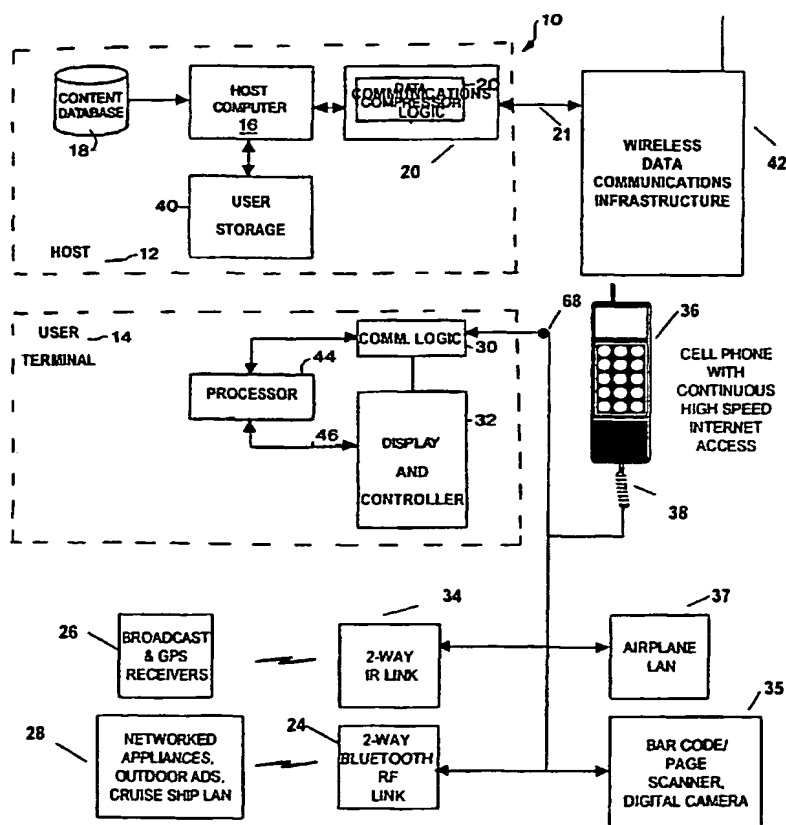 10
CONTENT
DATABASE
18
HOST
COMPUTER
16
DATA 20
COMMUNICATIONS
COMPRESSOR
LOGIC
20
21
WIRELESS
DATA
COMMUNICATIONS
INFRASTRUCTURE
42
40
USER
STORAGE
HOST
12
USER
TERMINAL
14
COMM. LOGIC
30
68
44
PROCESSOR
46
32
DISPLAY
AND
CONTROLLER
36
CELL PHONE
WITH
CONTINUOUS
HIGH SPEED
INTERNET
ACCESS
38
26
BROADCAST
& GPS
RECEIVERS
34
2-WAY
IR LINK
37
AIRPLANE
LAN
28
NETWORKED
APPLIANCES,
OUTDOOR ADS,
CRUISE SHIP LAN
24
2-WAY
BLUETOOTH
RF
LINK
35
BAR CODE/
PAGE
SCANNER,
DIGITAL CAMERA